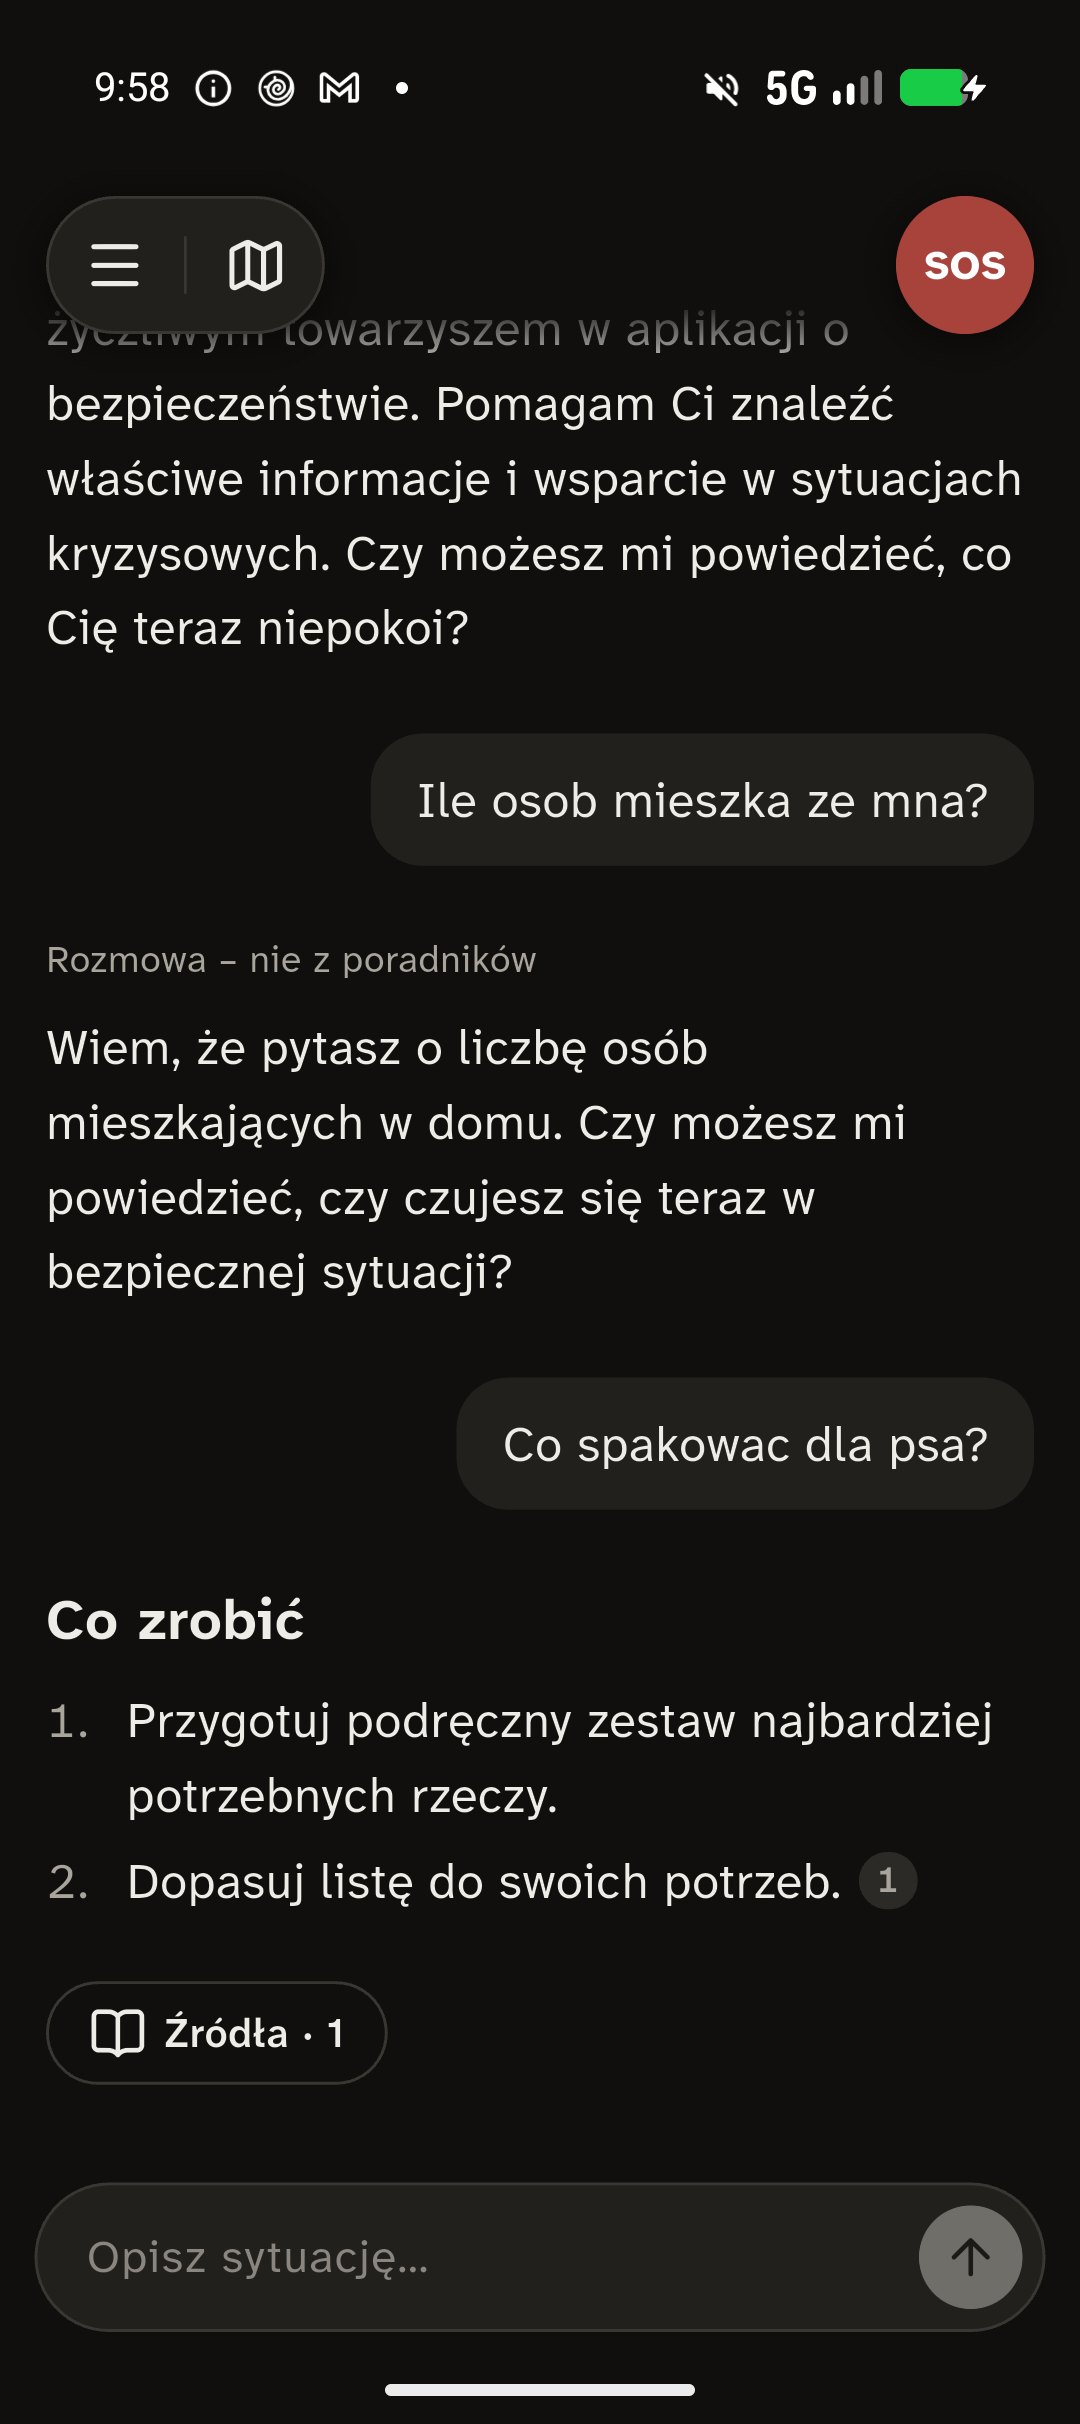 9:58
5G
SOS
życzliwym towarzyszem w aplikacji o
bezpieczeństwie. Pomagam Ci znaleźć
właściwe informacje i wsparcie w sytuacjach
kryzysowych. Czy możesz mi powiedzieć, co
Cię teraz niepokoi?
Ile osob mieszka ze mna?
Rozmowa – nie z poradników
Wiem, że pytasz o liczbę osób
mieszkających w domu. Czy możesz mi
powiedzieć, czy czujesz się teraz w
bezpiecznej sytuacji?
Co spakowac dla psa?
Co zrobić
1. Przygotuj podręczny zestaw najbardziej
potrzebnych rzeczy.
2. Dopasuj listę do swoich potrzeb. 1
Źródła · 1
Opisz sytuację...